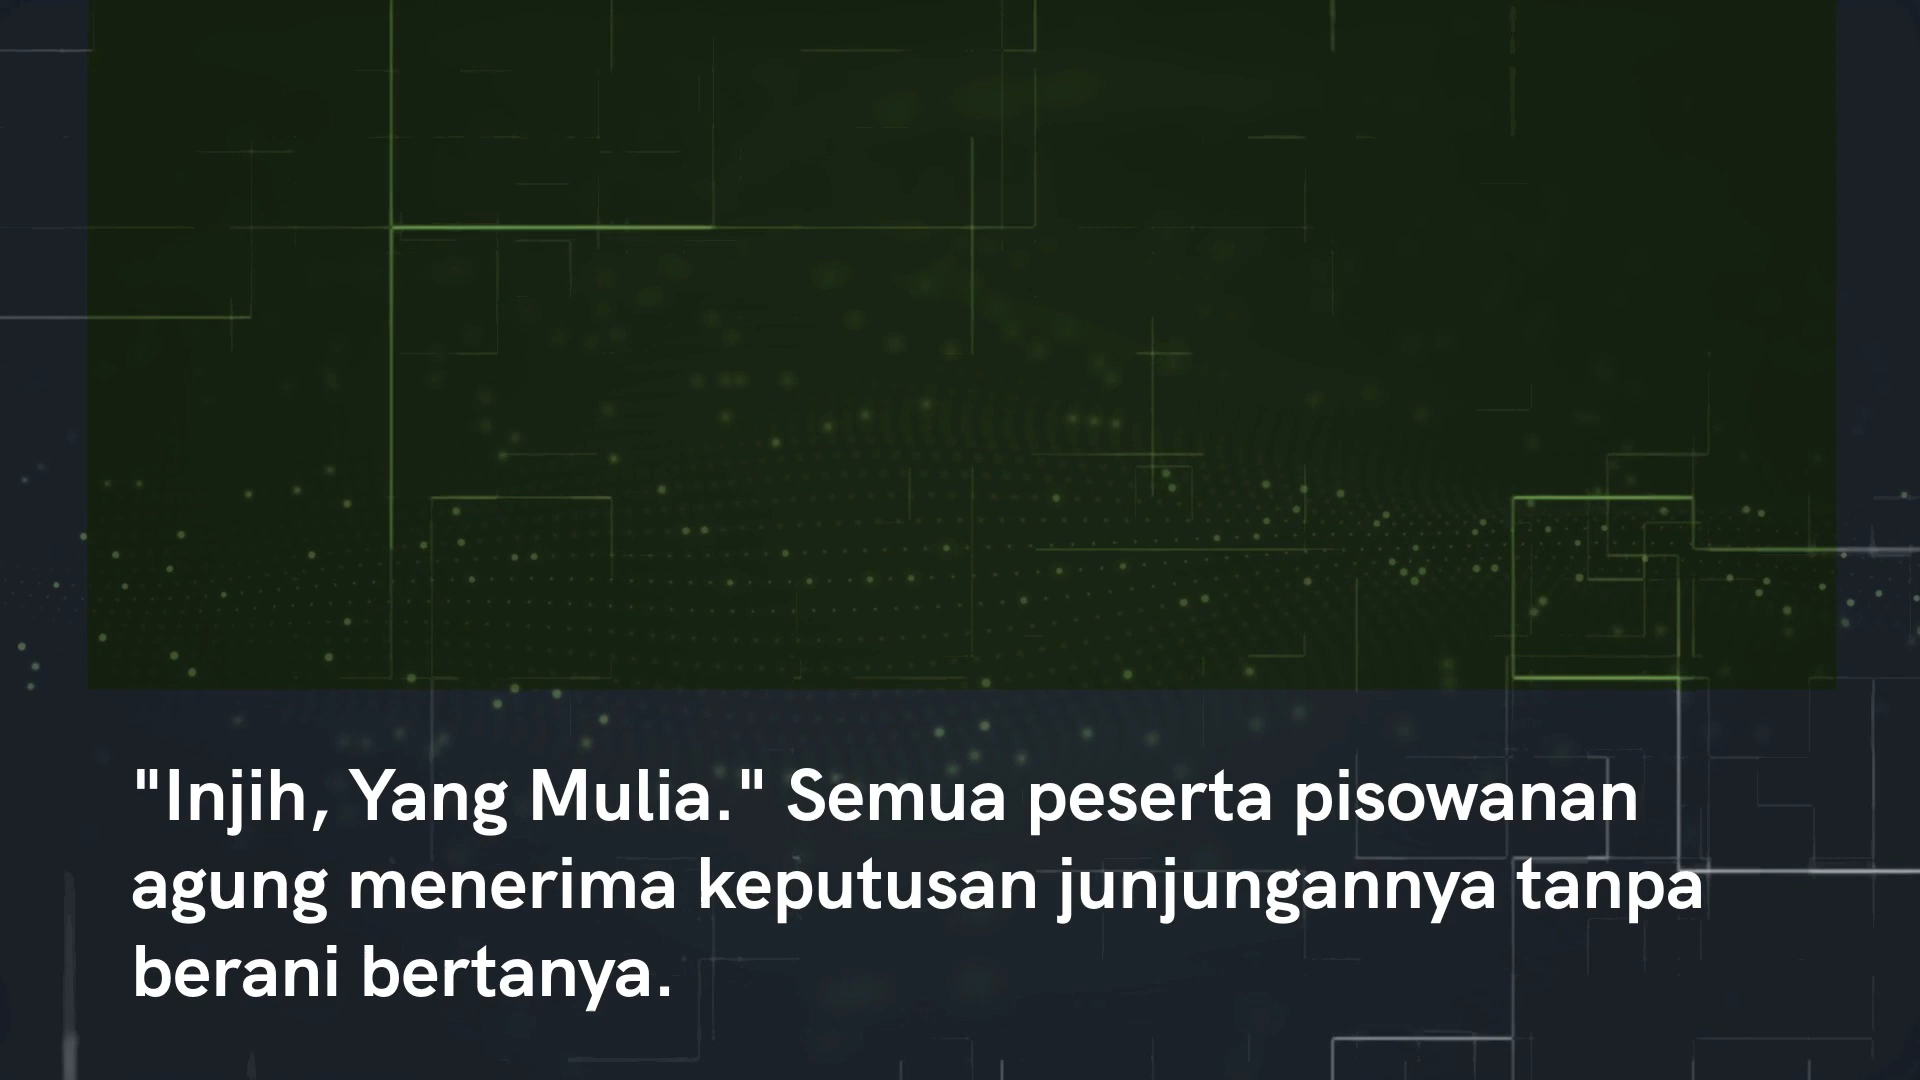 "Injih, Yang Mulia." Semua peserta pisowanan
agung menerima keputusan junjungannya tanpa
berani bertanya.